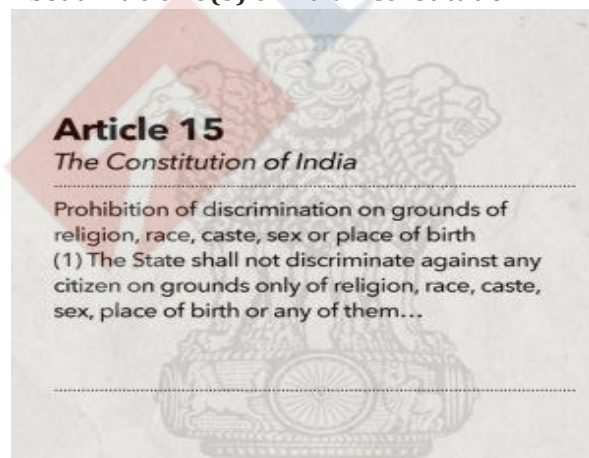 Article 15
The Constitution of India
Prohibition of discrimination on grounds of
religion, race, caste, sex or place of birth
(1) The State shall not discriminate against any
citizen on grounds only of religion, race, caste,
sex, place of birth or any of them...